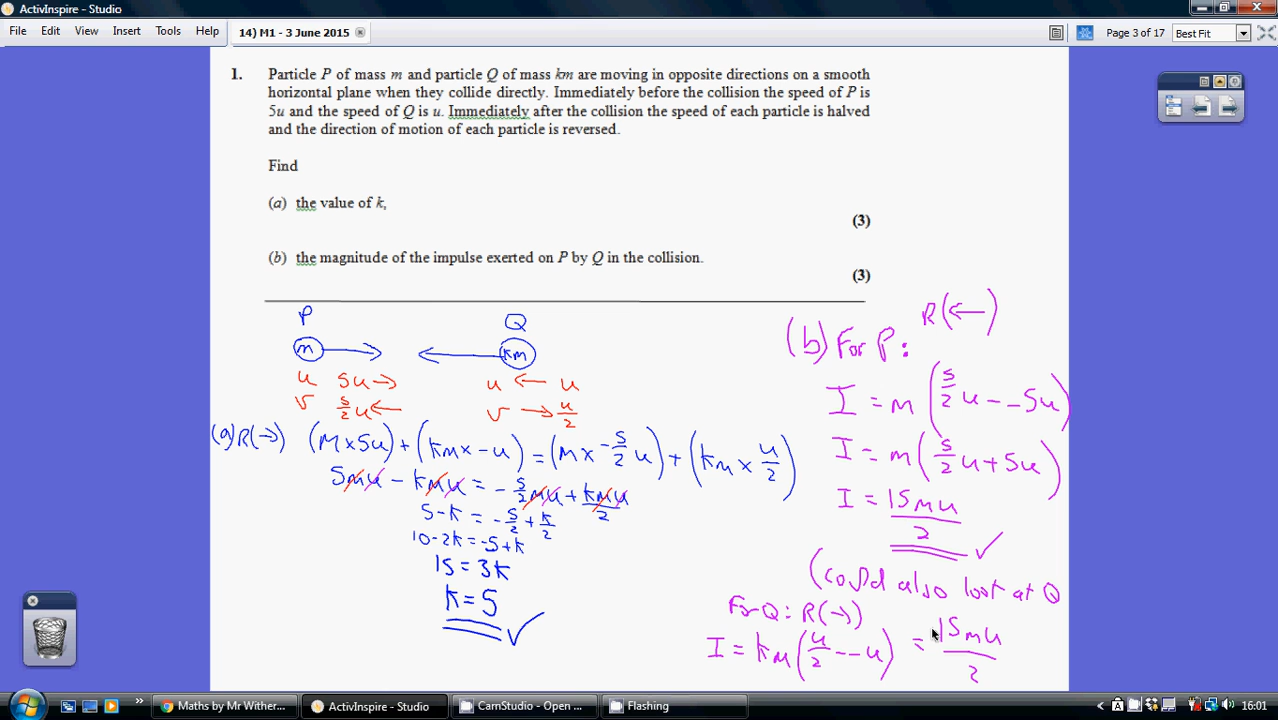 ActivInspire - Studio
File Edit View Insert Tools Help
14) M1 - 3 June 2015
Page 3 of 17 Best Fit
1. Particle P of mass m and particle Q of mass km are moving in opposite directions on a smooth
horizontal plane when they collide directly. Immediately before the collision the speed of P is
5u and the speed of Q is u. Immediately after the collision the speed of each particle is halved
and the direction of motion of each particle is reversed.
Find
(a) the value of k,
(3)
(b) the magnitude of the impulse exerted on P by Q in the collision.
(3)
P Q
m → ← km
u 5u→ u ← u
v 5/2u← v → u/2
(a) R(→) (m×5u)+(km×-u)=(m×-5/2u)+(km×u/2)
5mu - kmu = -5/2mu + kmu/2
5-k = -5/2 + k/2
10-2k = -5+k
15 = 3k
k = 5 ✓
(b) For P: R(←)
I = m(5/2u--5u)
I = m(5/2u+5u)
I = 15mu/2 ✓
(could also look at Q
For Q: R(→)
I = km(u/2--u) = 15mu/2
Maths by Mr Wither...
ActivInspire - Studio
CamStudio - Open ...
Flashing
16:01